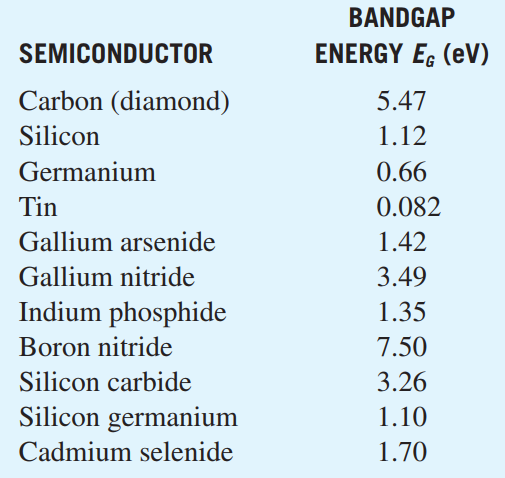 BANDGAP
SEMICONDUCTOR ENERGY EG (eV)
Carbon (diamond) 5.47
Silicon 1.12
Germanium 0.66
Tin 0.082
Gallium arsenide 1.42
Gallium nitride 3.49
Indium phosphide 1.35
Boron nitride 7.50
Silicon carbide 3.26
Silicon germanium 1.10
Cadmium selenide 1.70